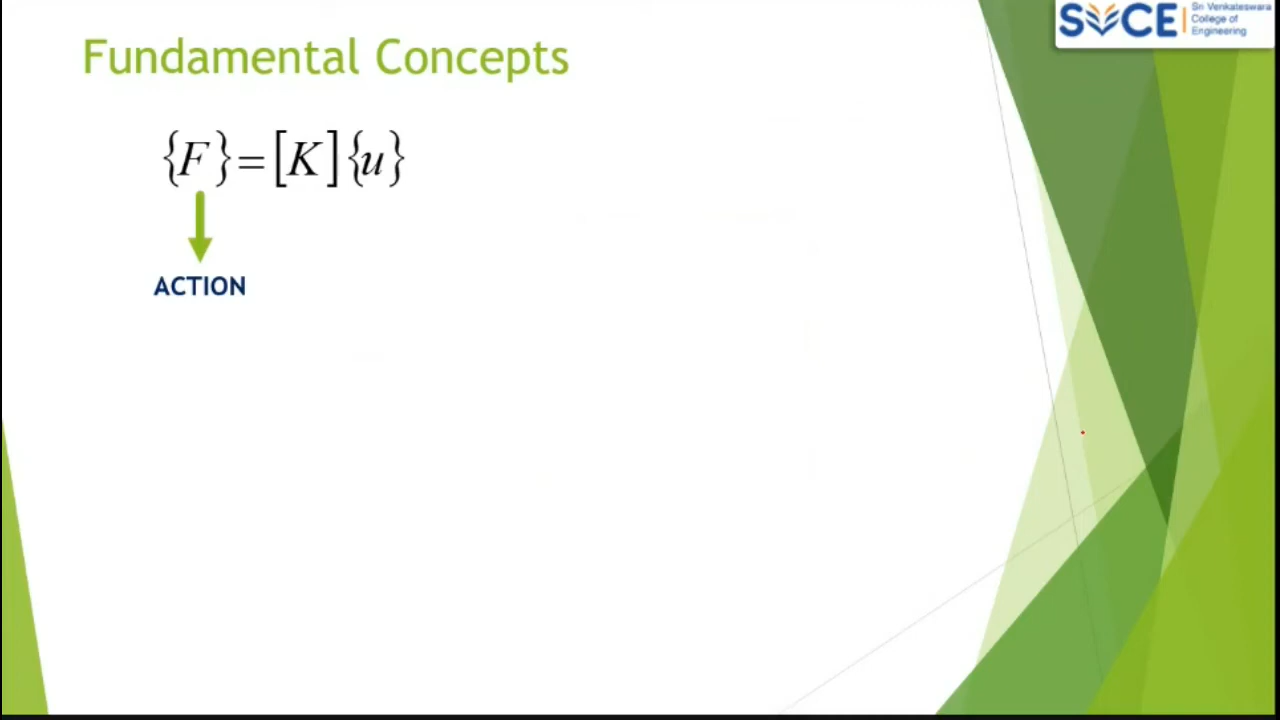 Fundamental Concepts
SVCE
Sri Venkateswara
College of
Engineering
{F}=[K]{u}
ACTION